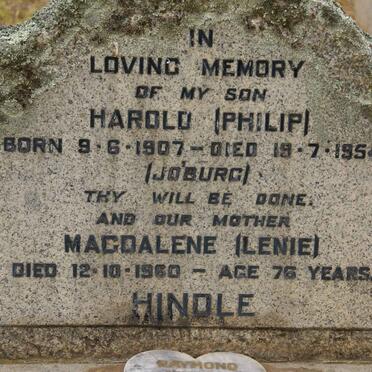 IN
LOVING MEMORY
OF MY SON
HAROLD (PHILIP)
BORN 9·6·1907 – DIED 19·7·1954
(JO'BURG)
THY WILL BE DONE.
AND OUR MOTHER
MAGDALENE (LENIE)
DIED 12·10·1960 – AGE 76 YEARS.
HINDLE
RAYMOND